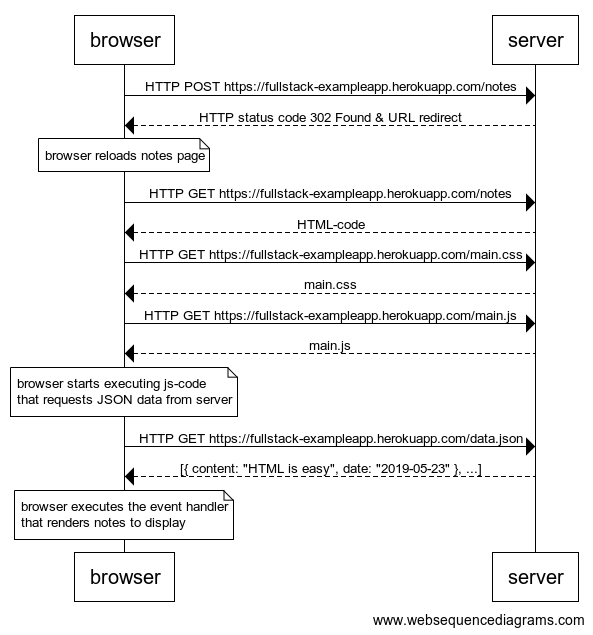 browser server
HTTP POST https://fullstack-exampleapp.herokuapp.com/notes
HTTP status code 302 Found & URL redirect
browser reloads notes page
HTTP GET https://fullstack-exampleapp.herokuapp.com/notes
HTML-code
HTTP GET https://fullstack-exampleapp.herokuapp.com/main.css
main.css
HTTP GET https://fullstack-exampleapp.herokuapp.com/main.js
main.js
browser starts executing js-code
that requests JSON data from server
HTTP GET https://fullstack-exampleapp.herokuapp.com/data.json
[{ content: "HTML is easy", date: "2019-05-23" }, ...]
browser executes the event handler
that renders notes to display
browser server
www.websequencediagrams.com